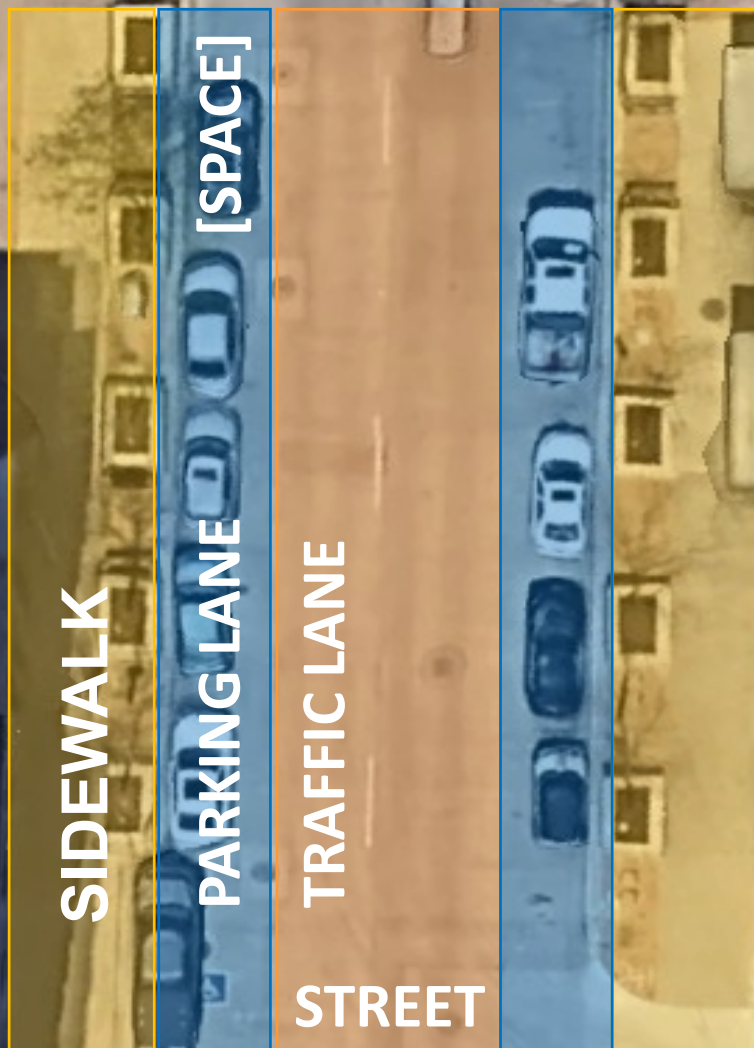 [SPACE]
SIDEWALK
PARKING LANE
TRAFFIC LANE
STREET